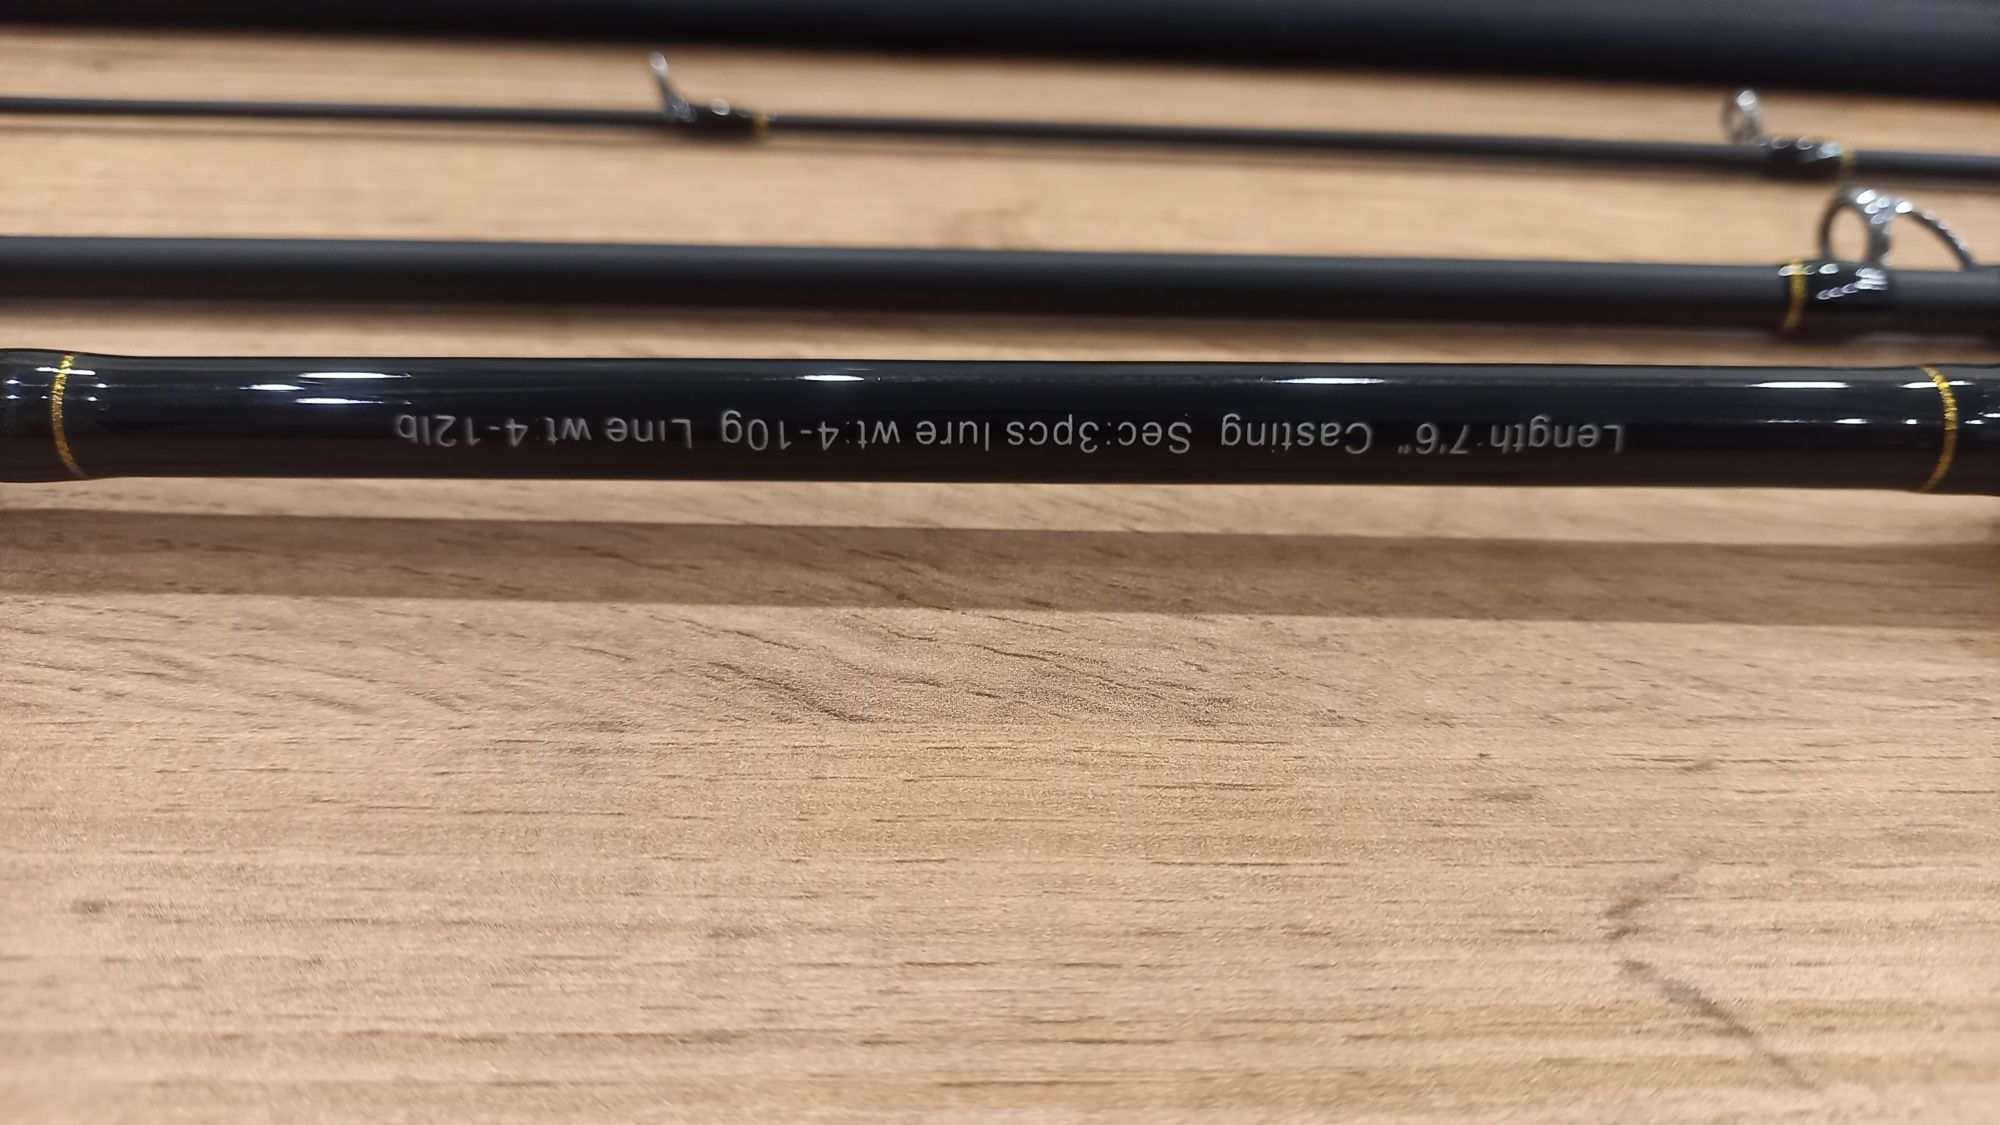 Length:7'6" Casting Sec:3pcs lure wt:4-10g Line wt:4-12lb